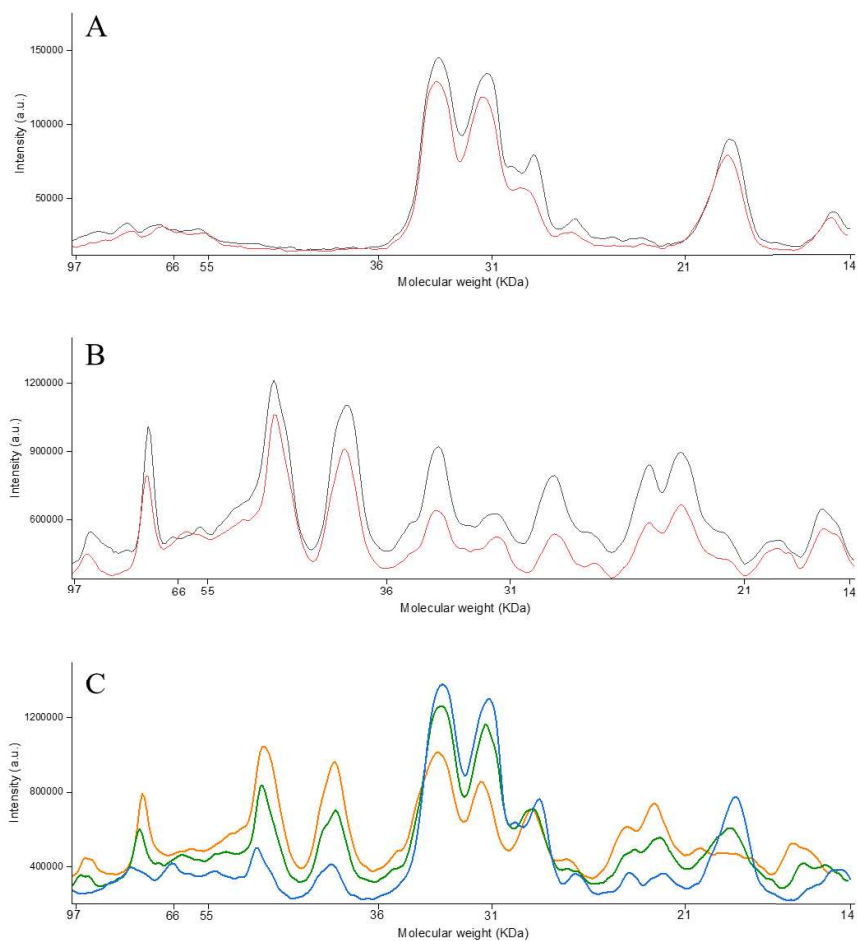 A
150000
100000
50000
Intensity (a.u.)
97 66 55 36 31 21 14
Molecular weight (KDa)
B
1200000
900000
600000
Intensity (a.u.)
97 66 55 36 31 21 14
Molecular weight (KDa)
C
1200000
800000
400000
Intensity (a.u.)
97 66 55 36 31 21 14
Molecular weight (KDa)